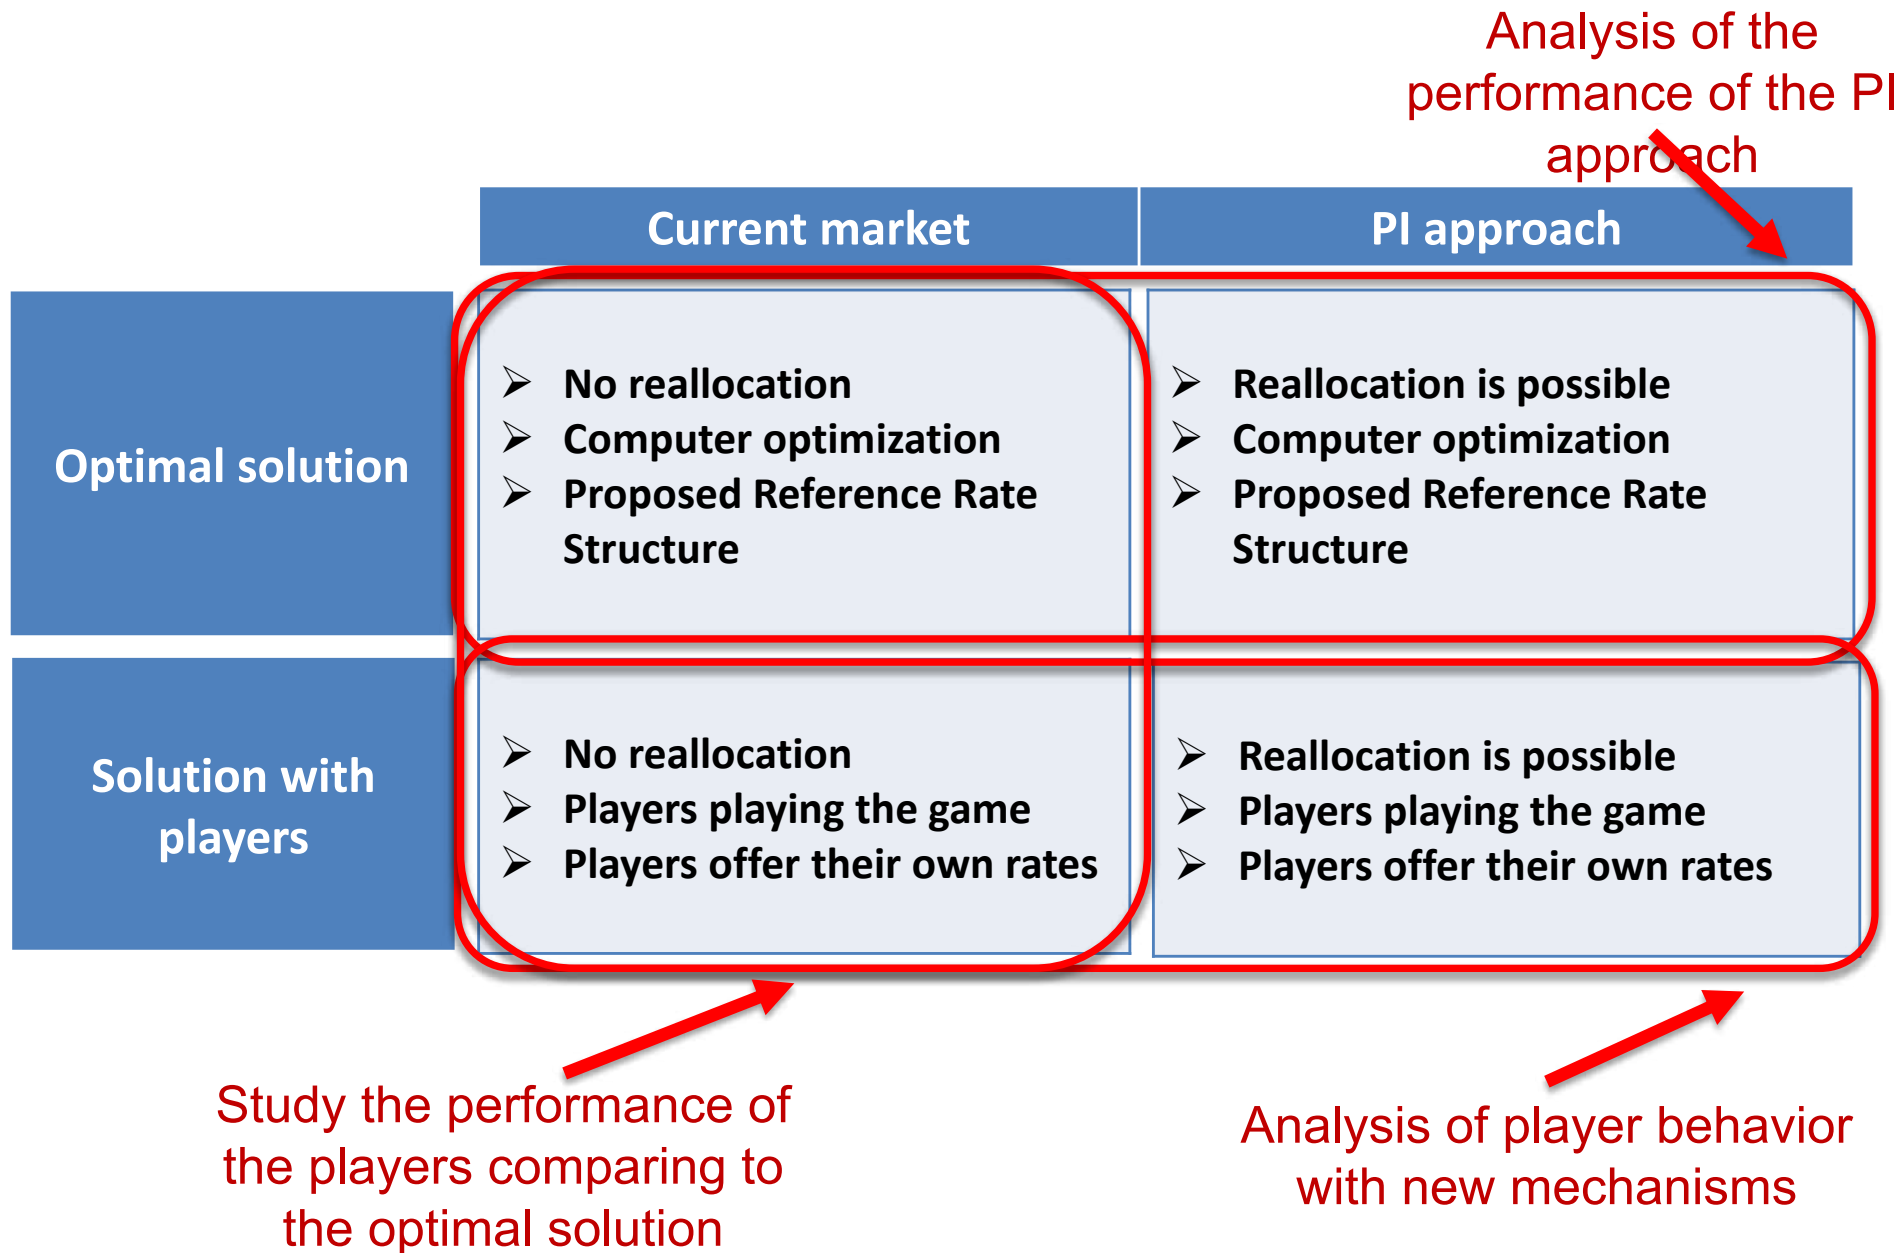 Analysis of the
performance of the PI
approach
Current market
PI approach
Optimal solution
➢ No reallocation
➢ Computer optimization
➢ Proposed Reference Rate
Structure
➢ Reallocation is possible
➢ Computer optimization
➢ Proposed Reference Rate
Structure
Solution with
players
➢ No reallocation
➢ Players playing the game
➢ Players offer their own rates
➢ Reallocation is possible
➢ Players playing the game
➢ Players offer their own rates
Study the performance of
the players comparing to
the optimal solution
Analysis of player behavior
with new mechanisms